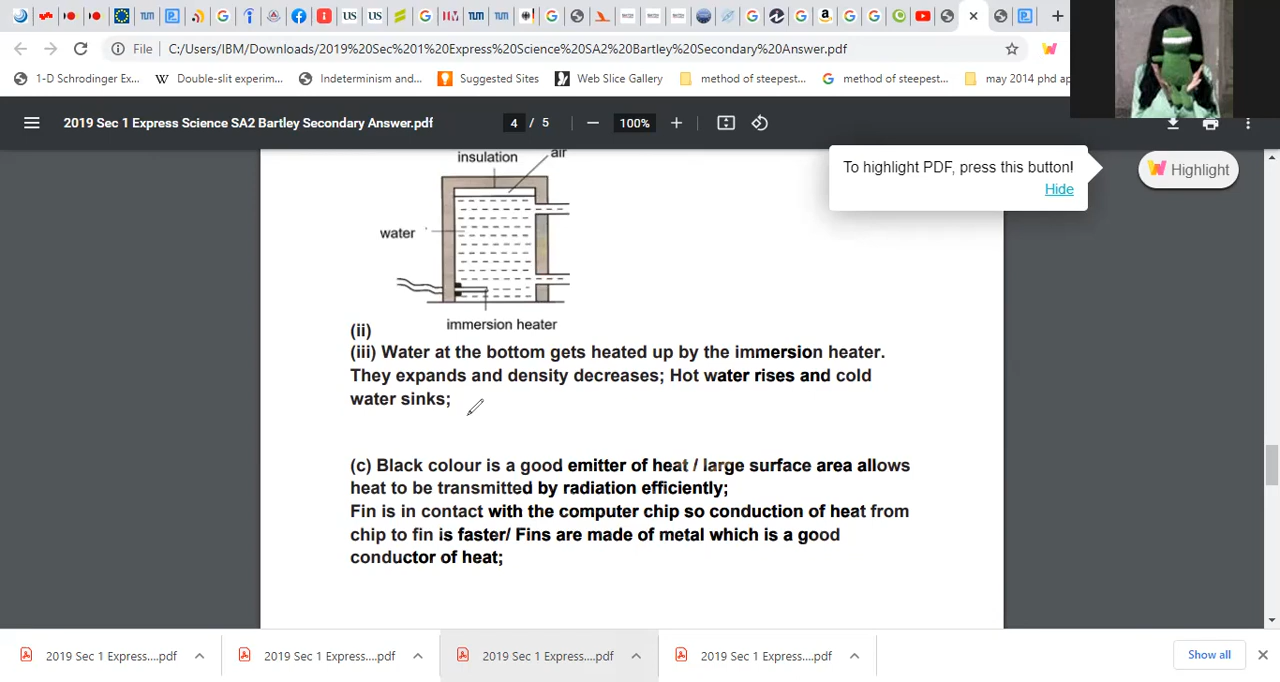 File
C:/Users/IBM/Downloads/2019%20Sec%201%20Express%20Science%20SA2%20Bartley%20Secondary%20Answer.pdf
1-D Schrodinger Ex...
Double-slit experim...
Indeterminism and...
Suggested Sites
Web Slice Gallery
method of steepest...
method of steepest...
may 2014 phd ap
2019 Sec 1 Express Science SA2 Bartley Secondary Answer.pdf
4 / 5
100%
To highlight PDF, press this button!
Hide
Highlight
insulation
air
water
immersion heater
(ii)
(iii) Water at the bottom gets heated up by the immersion heater.
They expands and density decreases; Hot water rises and cold
water sinks;
(c) Black colour is a good emitter of heat / large surface area allows
heat to be transmitted by radiation efficiently;
Fin is in contact with the computer chip so conduction of heat from
chip to fin is faster/ Fins are made of metal which is a good
conductor of heat;
2019 Sec 1 Express....pdf
2019 Sec 1 Express....pdf
2019 Sec 1 Express....pdf
2019 Sec 1 Express....pdf
Show all